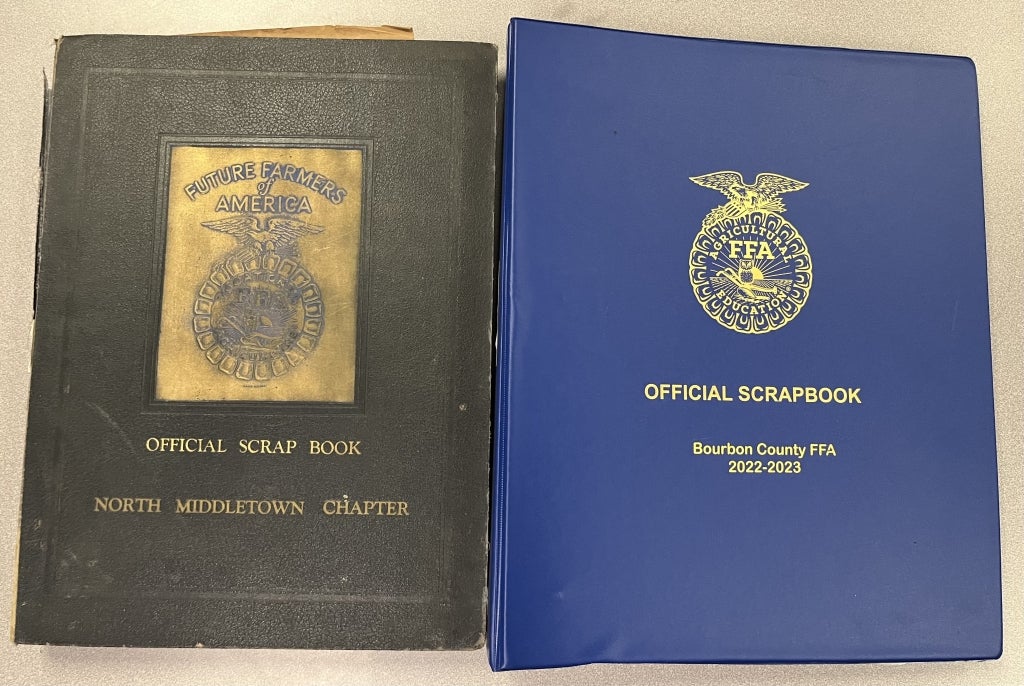 FUTURE FARMERS
of
AMERICA
OFFICIAL SCRAP BOOK
NORTH MIDDLETOWN CHAPTER
AGRICULTURAL
FFA
EDUCATION
OFFICIAL SCRAPBOOK
Bourbon County FFA
2022-2023